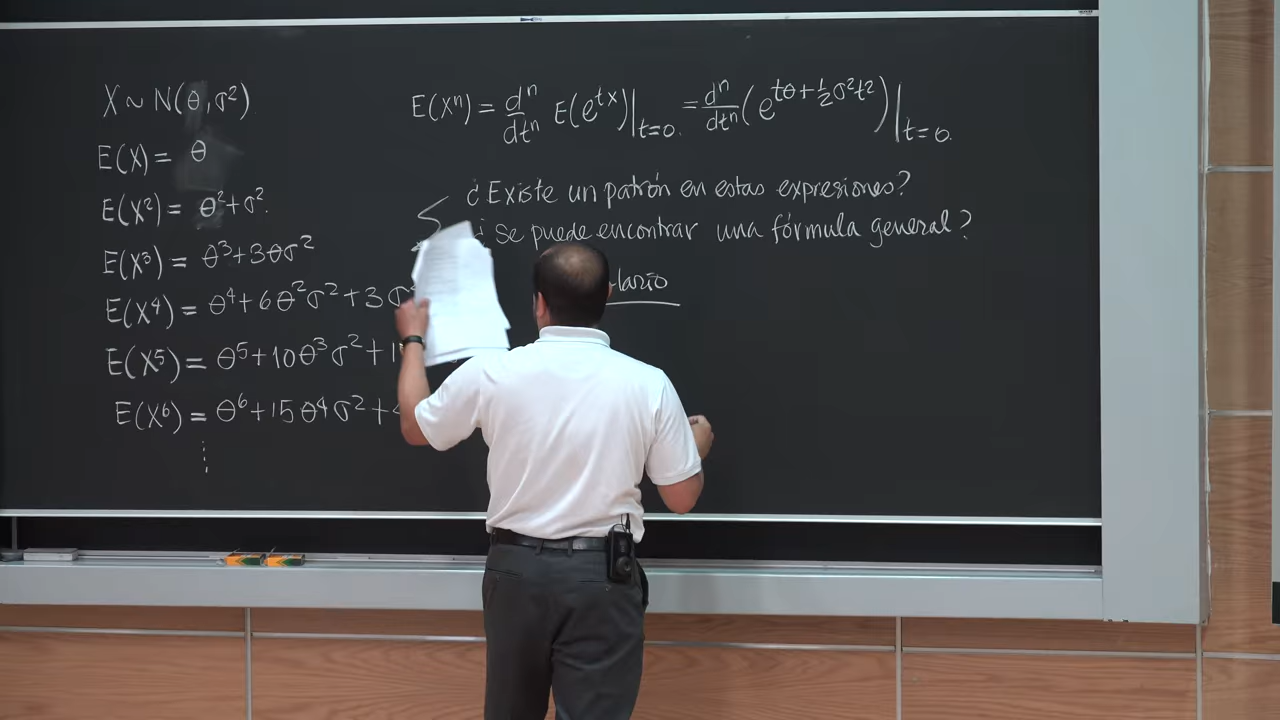 X ~ N(θ, σ²).
E(X) = θ
E(X²) = θ² + σ².
E(X³) = θ³ + 3θσ²
E(X⁴) = θ⁴ + 6θ²σ² + 3σ
E(X⁵) = θ⁵ + 10θ³σ² + 1
E(X⁶) = θ⁶ + 15θ⁴σ² +
⋮
E(Xⁿ) = dⁿ/dtⁿ E(e^{tX})|_{t=0.} = dⁿ/dtⁿ (e^{tθ + ½σ²t²})|_{t=0.}
¿Existe un patrón en estas expresiones?
¿Se puede encontrar una fórmula general?